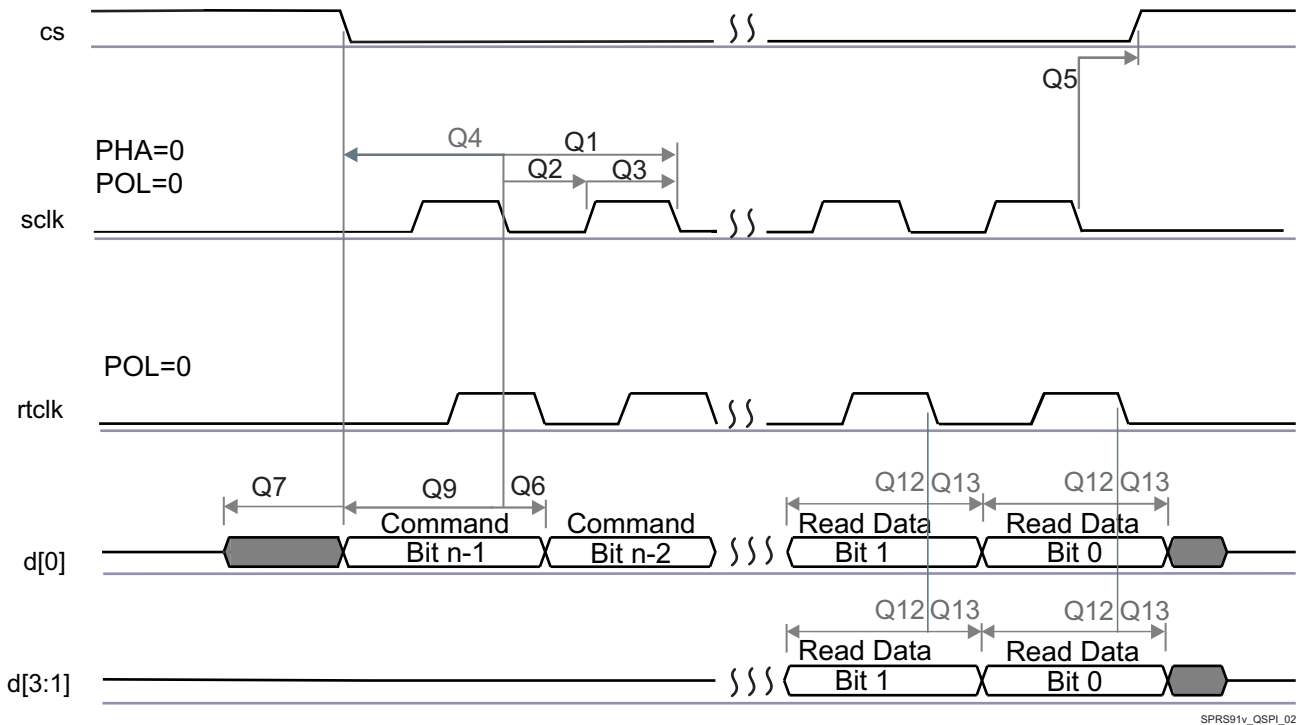 cs
Q5
PHA=0
POL=0
Q4
Q1
Q2
Q3
sclk
POL=0
rtclk
Q7
Q9
Q6
Q12
Q13
Q12
Q13
Command
Command
Read Data
Read Data
d[0]
Bit n-1
Bit n-2
Bit 1
Bit 0
Q12
Q13
Q12
Q13
Read Data
Read Data
d[3:1]
Bit 1
Bit 0
SPRS91v_QSPI_02